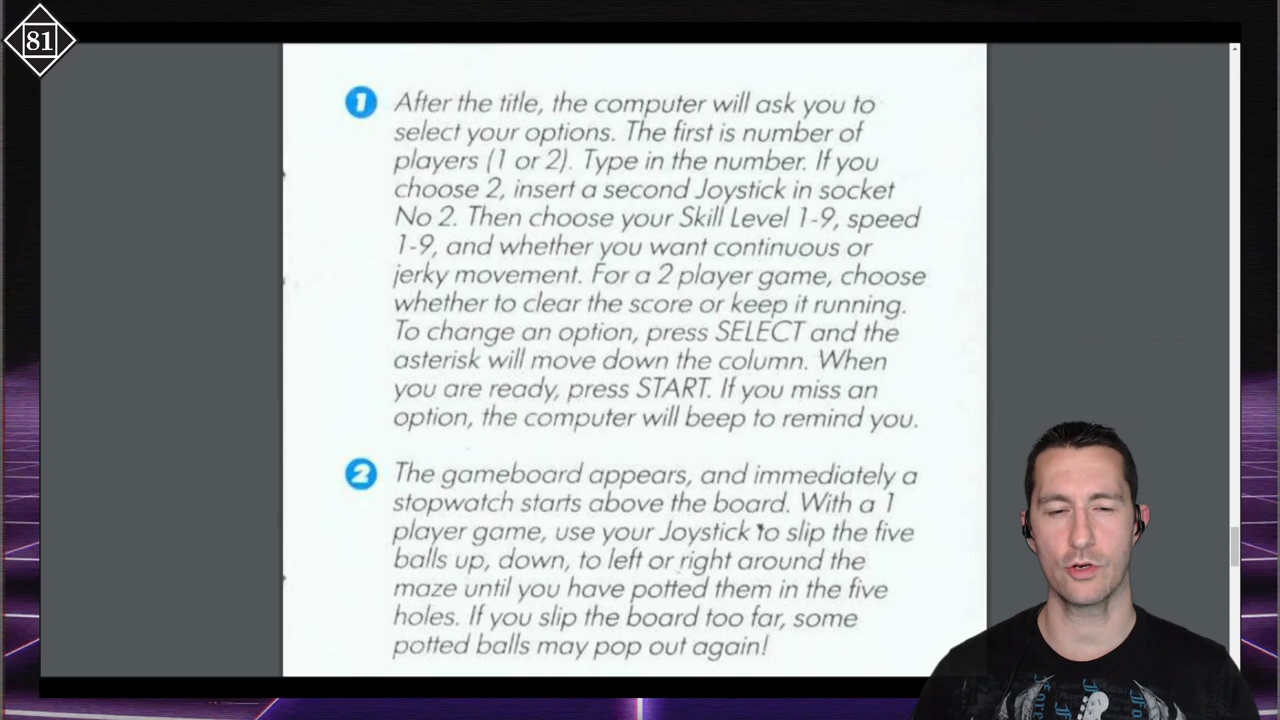 81
1 After the title, the computer will ask you to
select your options. The first is number of
players (1 or 2). Type in the number. If you
choose 2, insert a second Joystick in socket
No 2. Then choose your Skill Level 1-9, speed
1-9, and whether you want continuous or
jerky movement. For a 2 player game, choose
whether to clear the score or keep it running.
To change an option, press SELECT and the
asterisk will move down the column. When
you are ready, press START. If you miss an
option, the computer will beep to remind you.
2 The gameboard appears, and immediately a
stopwatch starts above the board. With a 1
player game, use your Joystick to slip the five
balls up, down, to left or right around the
maze until you have potted them in the five
holes. If you slip the board too far, some
potted balls may pop out again!